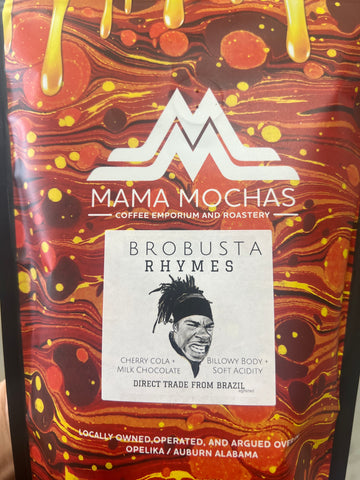 MAMA MOCHAS
COFFEE EMPORIUM AND ROASTERY
BROBUSTA
RHYMES
CHERRY COLA + BILLOWY BODY +
MILK CHOCOLATE SOFT ACIDITY
DIRECT TRADE FROM BRAZIL
LOCALLY OWNED,OPERATED, AND ARGUED OVER
OPELIKA / AUBURN ALABAMA